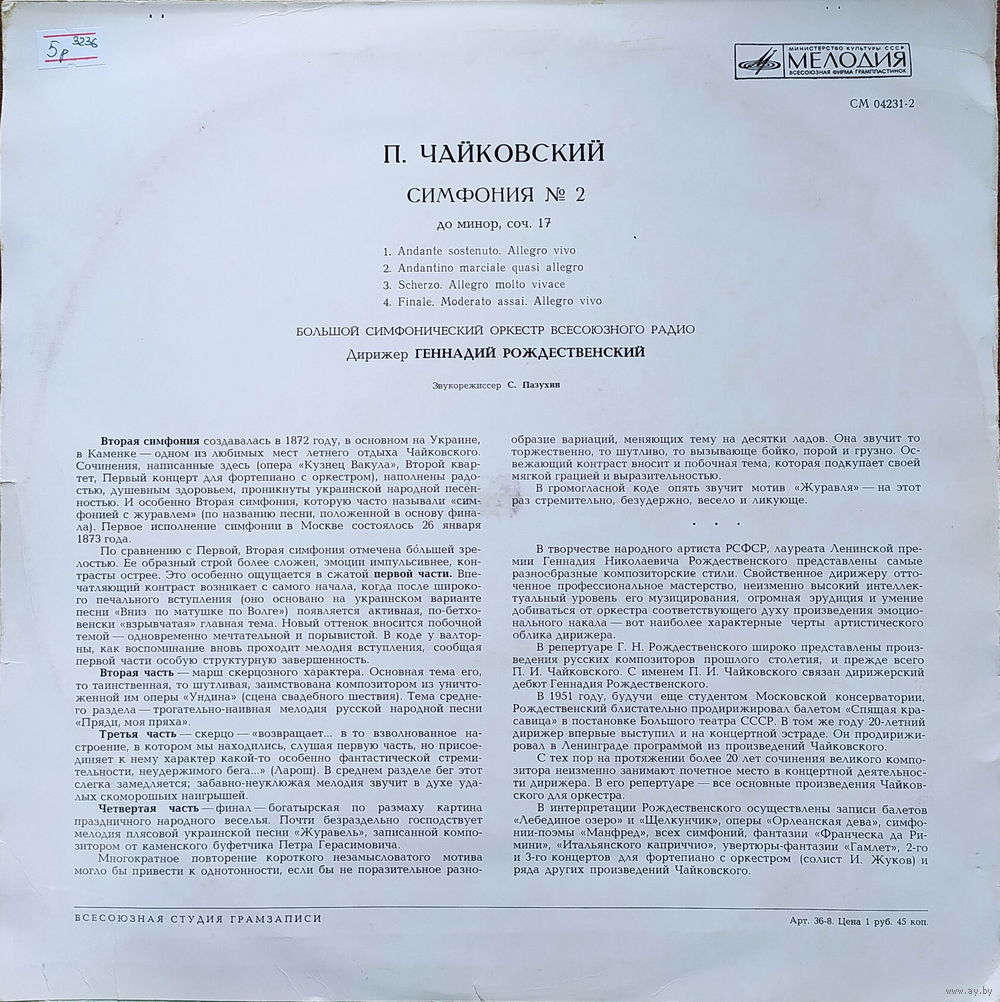 5р 3236
МИНИСТЕРСТВО КУЛЬТУРЫ СССР
МЕЛОДИЯ
ВСЕСОЮЗНАЯ ФИРМА ГРАМПЛАСТИНОК
СМ 04231-2
П. ЧАЙКОВСКИЙ
СИМФОНИЯ № 2
до минор, соч. 17
1. Andante sostenuto. Allegro vivo
2. Andantino marciale quasi allegro
3. Scherzo. Allegro molto vivace
4. Finale. Moderato assai. Allegro vivo
БОЛЬШОЙ СИМФОНИЧЕСКИЙ ОРКЕСТР ВСЕСОЮЗНОГО РАДИО
Дирижер ГЕННАДИЙ РОЖДЕСТВЕНСКИЙ
Звукорежиссер С. Пазухин
Вторая симфония создавалась в 1872 году, в основном на Украине,
в Каменке — одном из любимых мест летнего отдыха Чайковского.
Сочинения, написанные здесь (опера «Кузнец Вакула», Второй квар-
тет, Первый концерт для фортепиано с оркестром), наполнены радо-
стью, душевным здоровьем, проникнуты украинской народной песен-
ностью. И особенно Вторая симфония, которую часто называли «сим-
фонией с журавлем» (по названию песни, положенной в основу фина-
ла). Первое исполнение симфонии в Москве состоялось 26 января
1873 года.
По сравнению с Первой, Вторая симфония отмечена бо́льшей зре-
лостью. Ее образный строй более сложен, эмоции импульсивнее, кон-
трасты острее. Это особенно ощущается в сжатой первой части. Впе-
чатляющий контраст возникает с самого начала, когда после широко-
го печального вступления (оно основано на украинском варианте
песни «Вниз по матушке по Волге») появляется активная, по-бетхо-
венски «взрывчатая» главная тема. Новый оттенок вносится побочной
темой — одновременно мечтательной и порывистой. В коде у валтор-
ны, как воспоминание вновь проходит мелодия вступления, сообщая
первой части особую структурную завершенность.
Вторая часть — марш скерцозного характера. Основная тема его,
то таинственная, то шутливая, заимствована композитором из уничто-
женной им оперы «Ундина» (сцена свадебного шествия). Тема средне-
го раздела — трогательно-наивная мелодия русской народной песни
«Пряди, моя пряха».
Третья часть — скерцо — «возвращает... в то взволнованное на-
строение, в котором мы находились, слушая первую часть, но присое-
диняет к нему характер какой-то особенно фантастической стреми-
тельности, неудержимого бега...» (Ларош). В среднем разделе бег этот
слегка замедляется; забавно-неуклюжая мелодия звучит в духе уда-
лых скоморошьих наигрышей.
Четвертая часть — финал — богатырская по размаху картина
праздничного народного веселья. Почти безраздельно господствует
мелодия плясовой украинской песни «Журавель», записанной компо-
зитором от каменского буфетчика Петра Герасимовича.
Многократное повторение короткого незамысловатого мотива
могло бы привести к однотонности, если бы не поразительное разно-
образие вариаций, меняющих тему на десятки ладов. Она звучит то
торжественно, то шутливо, то вызывающе бойко, порой и грузно. Ос-
вежающий контраст вносит и побочная тема, которая подкупает своей
мягкой грацией и выразительностью.
В громогласной коде опять звучит мотив «Журавля» — на этот
раз стремительно, безудержно, весело и ликующе.
• • •
В творчестве народного артиста РСФСР, лауреата Ленинской пре-
мии Геннадия Николаевича Рождественского представлены самые
разнообразные композиторские стили. Свойственное дирижеру отто-
ченное профессиональное мастерство, неизменно высокий интеллек-
туальный уровень его музицирования, огромная эрудиция и умение
добиваться от оркестра соответствующего духу произведения эмоцио-
нального накала — вот наиболее характерные черты артистического
облика дирижера.
В репертуаре Г. Н. Рождественского широко представлены произ-
ведения русских композиторов прошлого столетия, и прежде всего
П. И. Чайковского. С именем П. И. Чайковского связан дирижерский
дебют Геннадия Рождественского.
В 1951 году, будучи еще студентом Московской консерватории,
Рождественский блистательно продирижировал балетом «Спящая кра-
савица» в постановке Большого театра СССР. В том же году 20-летний
дирижер впервые выступил и на концертной эстраде. Он продирижи-
ровал в Ленинграде программой из произведений Чайковского.
С тех пор на протяжении более 20 лет сочинения великого компо-
зитора неизменно занимают почетное место в концертной деятельнос-
ти дирижера. В его репертуаре — все основные произведения Чайков-
ского для оркестра.
В интерпретации Рождественского осуществлены записи балетов
«Лебединое озеро» и «Щелкунчик», оперы «Орлеанская дева», симфо-
нии-поэмы «Манфред», всех симфоний, фантазии «Франческа да Ри-
мини», «Итальянского каприччио», увертюры-фантазии «Гамлет», 2-го
и 3-го концертов для фортепиано с оркестром (солист И. Жуков) и
ряда других произведений Чайковского.
ВСЕСОЮЗНАЯ СТУДИЯ ГРАМЗАПИСИ
Арт. 36-8. Цена 1 руб. 45 коп.
www.ay.by